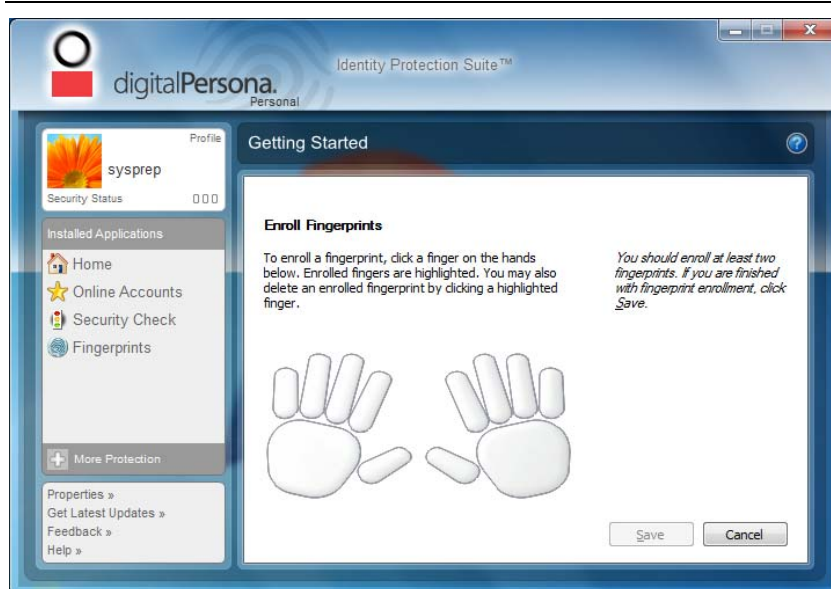 digitalPersona.
Personal
Identity Protection Suite™
Profile
sysprep
Security Status
Installed Applications
Home
Online Accounts
Security Check
Fingerprints
More Protection
Properties »
Get Latest Updates »
Feedback »
Help »
Getting Started
?
Enroll Fingerprints
To enroll a fingerprint, click a finger on the hands
below. Enrolled fingers are highlighted. You may also
delete an enrolled fingerprint by clicking a highlighted
finger.
You should enroll at least two
fingerprints. If you are finished
with fingerprint enrollment, click
Save.
Save
Cancel